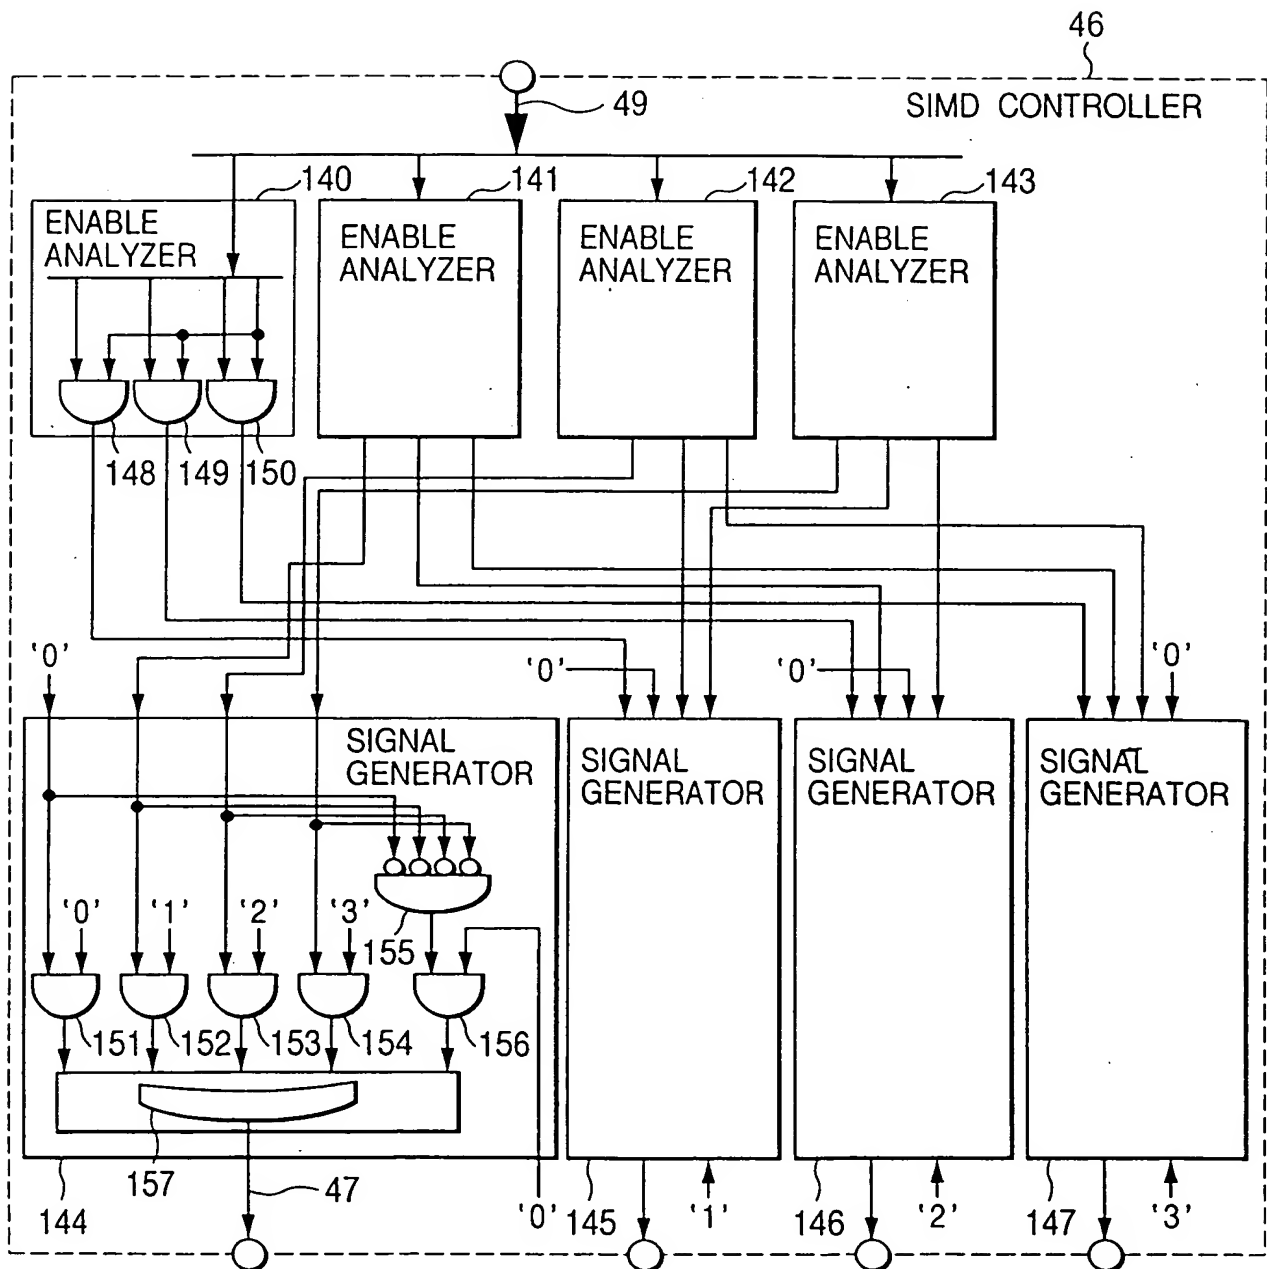 46
49
SIMD CONTROLLER
140
141
142
143
ENABLE
ANALYZER
ENABLE
ANALYZER
ENABLE
ANALYZER
ENABLE
ANALYZER
148
149
150
'0'
'0'
'0'
'0'
SIGNAL
GENERATOR
SIGNAL
GENERATOR
SIGNAL
GENERATOR
SIGNAL
GENERATOR
'0'
'1'
'2'
'3'
155
151
152
153
154
156
157
47
144
'0'
145
'1'
146
'2'
147
'3'